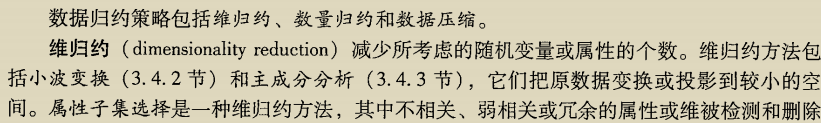 数据归约策略包括维归约、数量归约和数据压缩。
维归约（dimensionality reduction）减少所考虑的随机变量或属性的个数。维归约方法包
括小波变换（3.4.2 节）和主成分分析（3.4.3 节），它们把原数据变换或投影到较小的空
间。属性子集选择是一种维归约方法，其中不相关、弱相关或冗余的属性或维被检测和删除